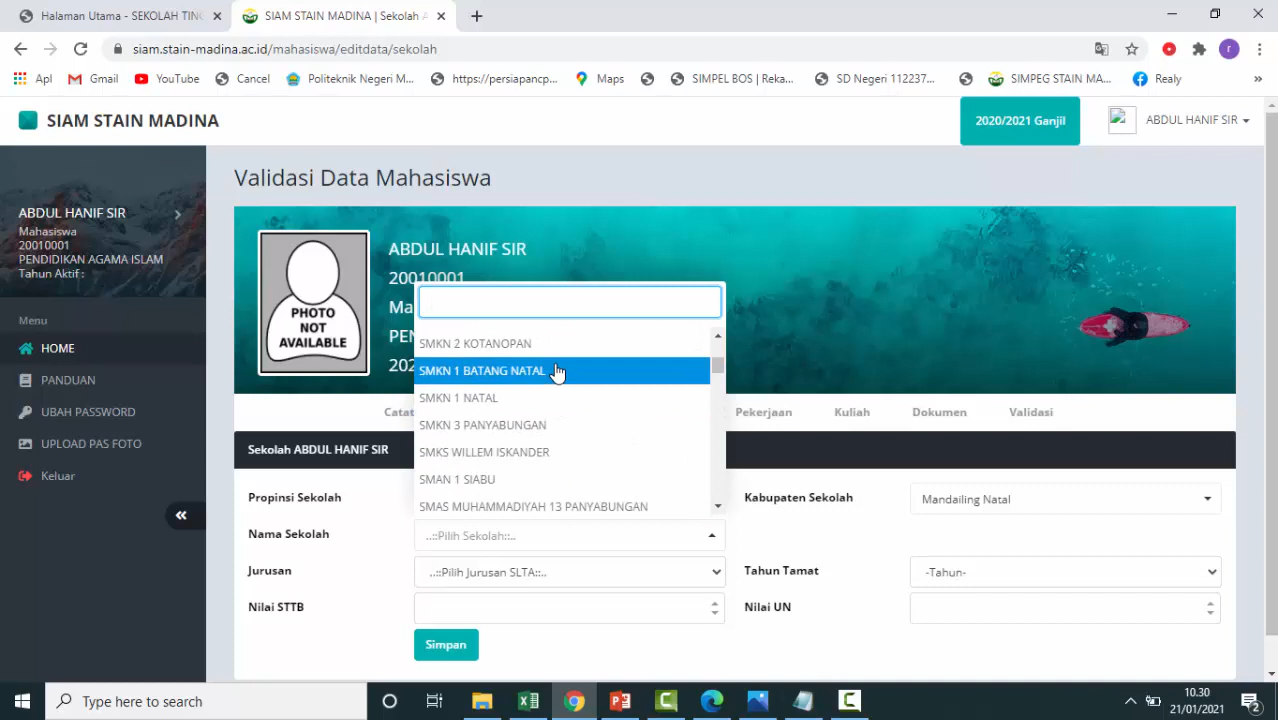 Halaman Utama - SEKOLAH TING
SIAM STAIN MADINA | Sekolah A
siam.stain-madina.ac.id/mahasiswa/editdata/sekolah
r
Apl
Gmail
YouTube
Cancel
Politeknik Negeri M...
https://persiapancp...
Maps
SIMPEL BOS | Reka...
SD Negeri 112237...
SIMPEG STAIN MA...
Realy
»
SIAM STAIN MADINA
2020/2021 Ganjil
ABDUL HANIF SIR
ABDUL HANIF SIR
Mahasiswa
20010001
PENDIDIKAN AGAMA ISLAM
Tahun Aktif :
Menu
HOME
PANDUAN
UBAH PASSWORD
UPLOAD PAS FOTO
Keluar
Validasi Data Mahasiswa
PHOTO
NOT
AVAILABLE
ABDUL HANIF SIR
20010001
Ma
PEN
202
Catat
Pekerjaan
Kuliah
Dokumen
Validasi
SMKN 2 KOTANOPAN
SMKN 1 BATANG NATAL
SMKN 1 NATAL
SMKN 3 PANYABUNGAN
SMKS WILLEM ISKANDER
SMAN 1 SIABU
SMAS MUHAMMADIYAH 13 PANYABUNGAN
Sekolah ABDUL HANIF SIR
Propinsi Sekolah
Kabupaten Sekolah
Mandailing Natal
Nama Sekolah
..::Pilih Sekolah::..
Jurusan
..::Pilih Jurusan SLTA::..
Tahun Tamat
-Tahun-
Nilai STTB
Nilai UN
Simpan
Type here to search
10.30
21/01/2021
2